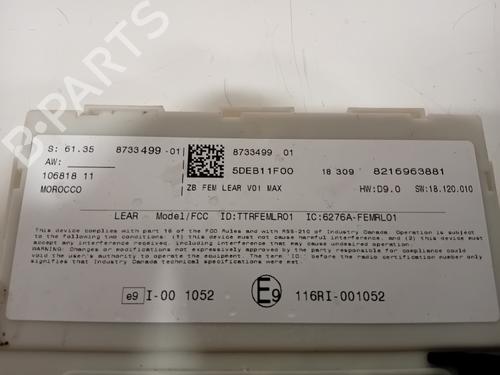 S: 61.35 8733499-01
AW:
106818 11
MOROCCO
8733499 01
5DEB11F00
ZB FEM LEAR V01 MAX
18 309 8216963881
HW:D9.0 SW:18.120.010
LEAR Model/FCC ID:TTRFEMLR01 IC:6276A-FEMRL01
This device complies with part 15 of the FCC Rules and with RSS-210 of Industry Canada. Operation is subject
to the following two conditions: (1) this device must not cause harmful interference, and (2) this device must
accept any interference received, including interference that may cause undesired operation.
Changes or modifications not expressively approved by the party responsible for compliance could
void the user's authority to operate the equipment. The term 'IC:' before the radio certification number only
signifies that Industry Canada technical specifications were met.
e9 I-00 1052
E9 116RI-001052
B-PARTS